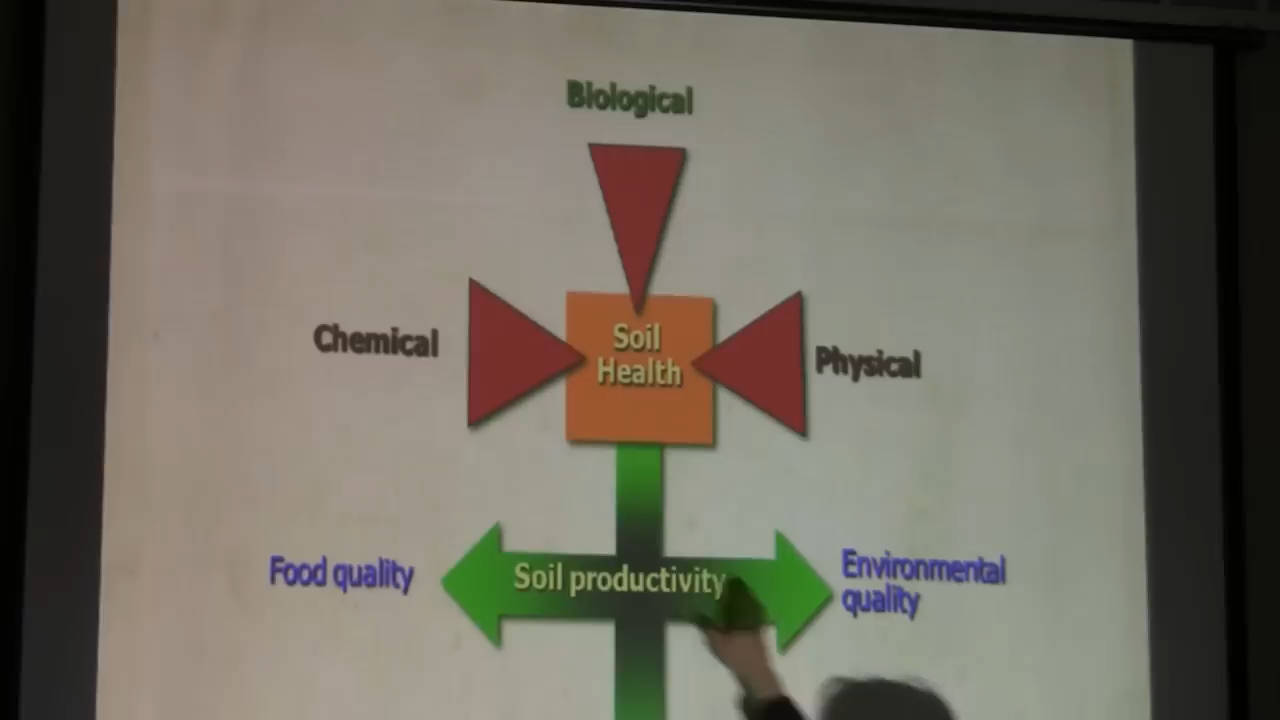 Biological
Soil
Health
Chemical
Physical
Food quality
Soil productivity
Environmental
quality